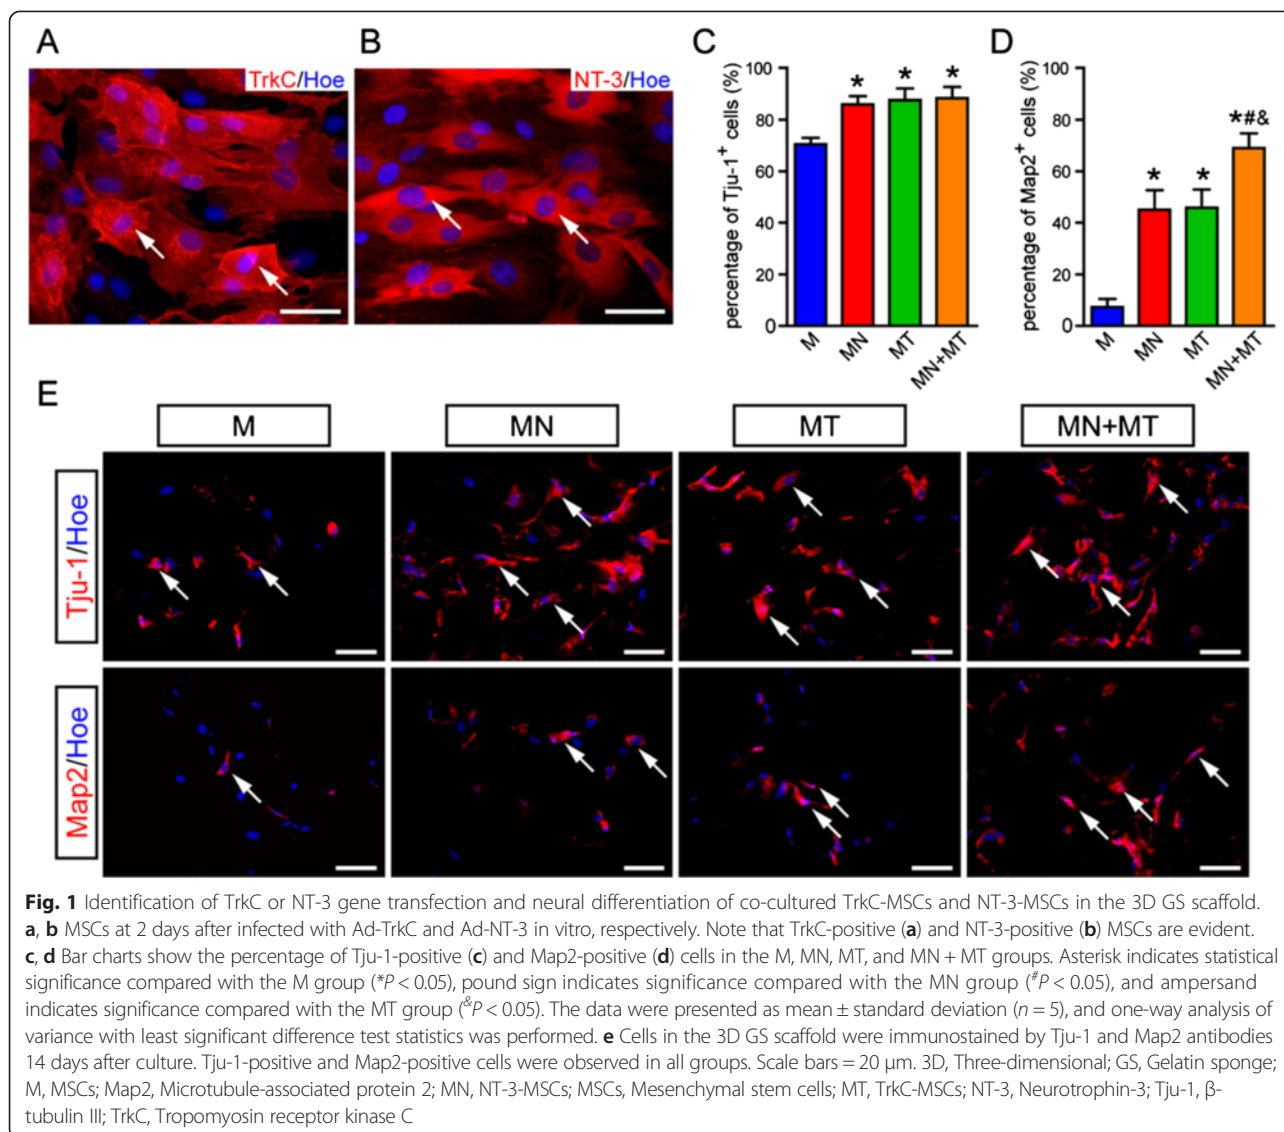 A
B
C
D
TrkC/Hoe
NT-3/Hoe
percentage of Tju-1⁺ cells (%)
100
80
60
40
20
0
*
*
*
M
MN
MT
MN+MT
percentage of Map2⁺ cells (%)
100
80
60
40
20
0
*
*
*#&
M
MN
MT
MN+MT
E
M
MN
MT
MN+MT
Tju-1/Hoe
Map2/Hoe
Fig. 1 Identification of TrkC or NT-3 gene transfection and neural differentiation of co-cultured TrkC-MSCs and NT-3-MSCs in the 3D GS scaffold.
a, b MSCs at 2 days after infected with Ad-TrkC and Ad-NT-3 in vitro, respectively. Note that TrkC-positive (a) and NT-3-positive (b) MSCs are evident.
c, d Bar charts show the percentage of Tju-1-positive (c) and Map2-positive (d) cells in the M, MN, MT, and MN + MT groups. Asterisk indicates statistical
significance compared with the M group (*P < 0.05), pound sign indicates significance compared with the MN group (#P < 0.05), and ampersand
indicates significance compared with the MT group (&P < 0.05). The data were presented as mean ± standard deviation (n = 5), and one-way analysis of
variance with least significant difference test statistics was performed. e Cells in the 3D GS scaffold were immunostained by Tju-1 and Map2 antibodies
14 days after culture. Tju-1-positive and Map2-positive cells were observed in all groups. Scale bars = 20 μm. 3D, Three-dimensional; GS, Gelatin sponge;
M, MSCs; Map2, Microtubule-associated protein 2; MN, NT-3-MSCs; MSCs, Mesenchymal stem cells; MT, TrkC-MSCs; NT-3, Neurotrophin-3; Tju-1, β-
tubulin III; TrkC, Tropomyosin receptor kinase C